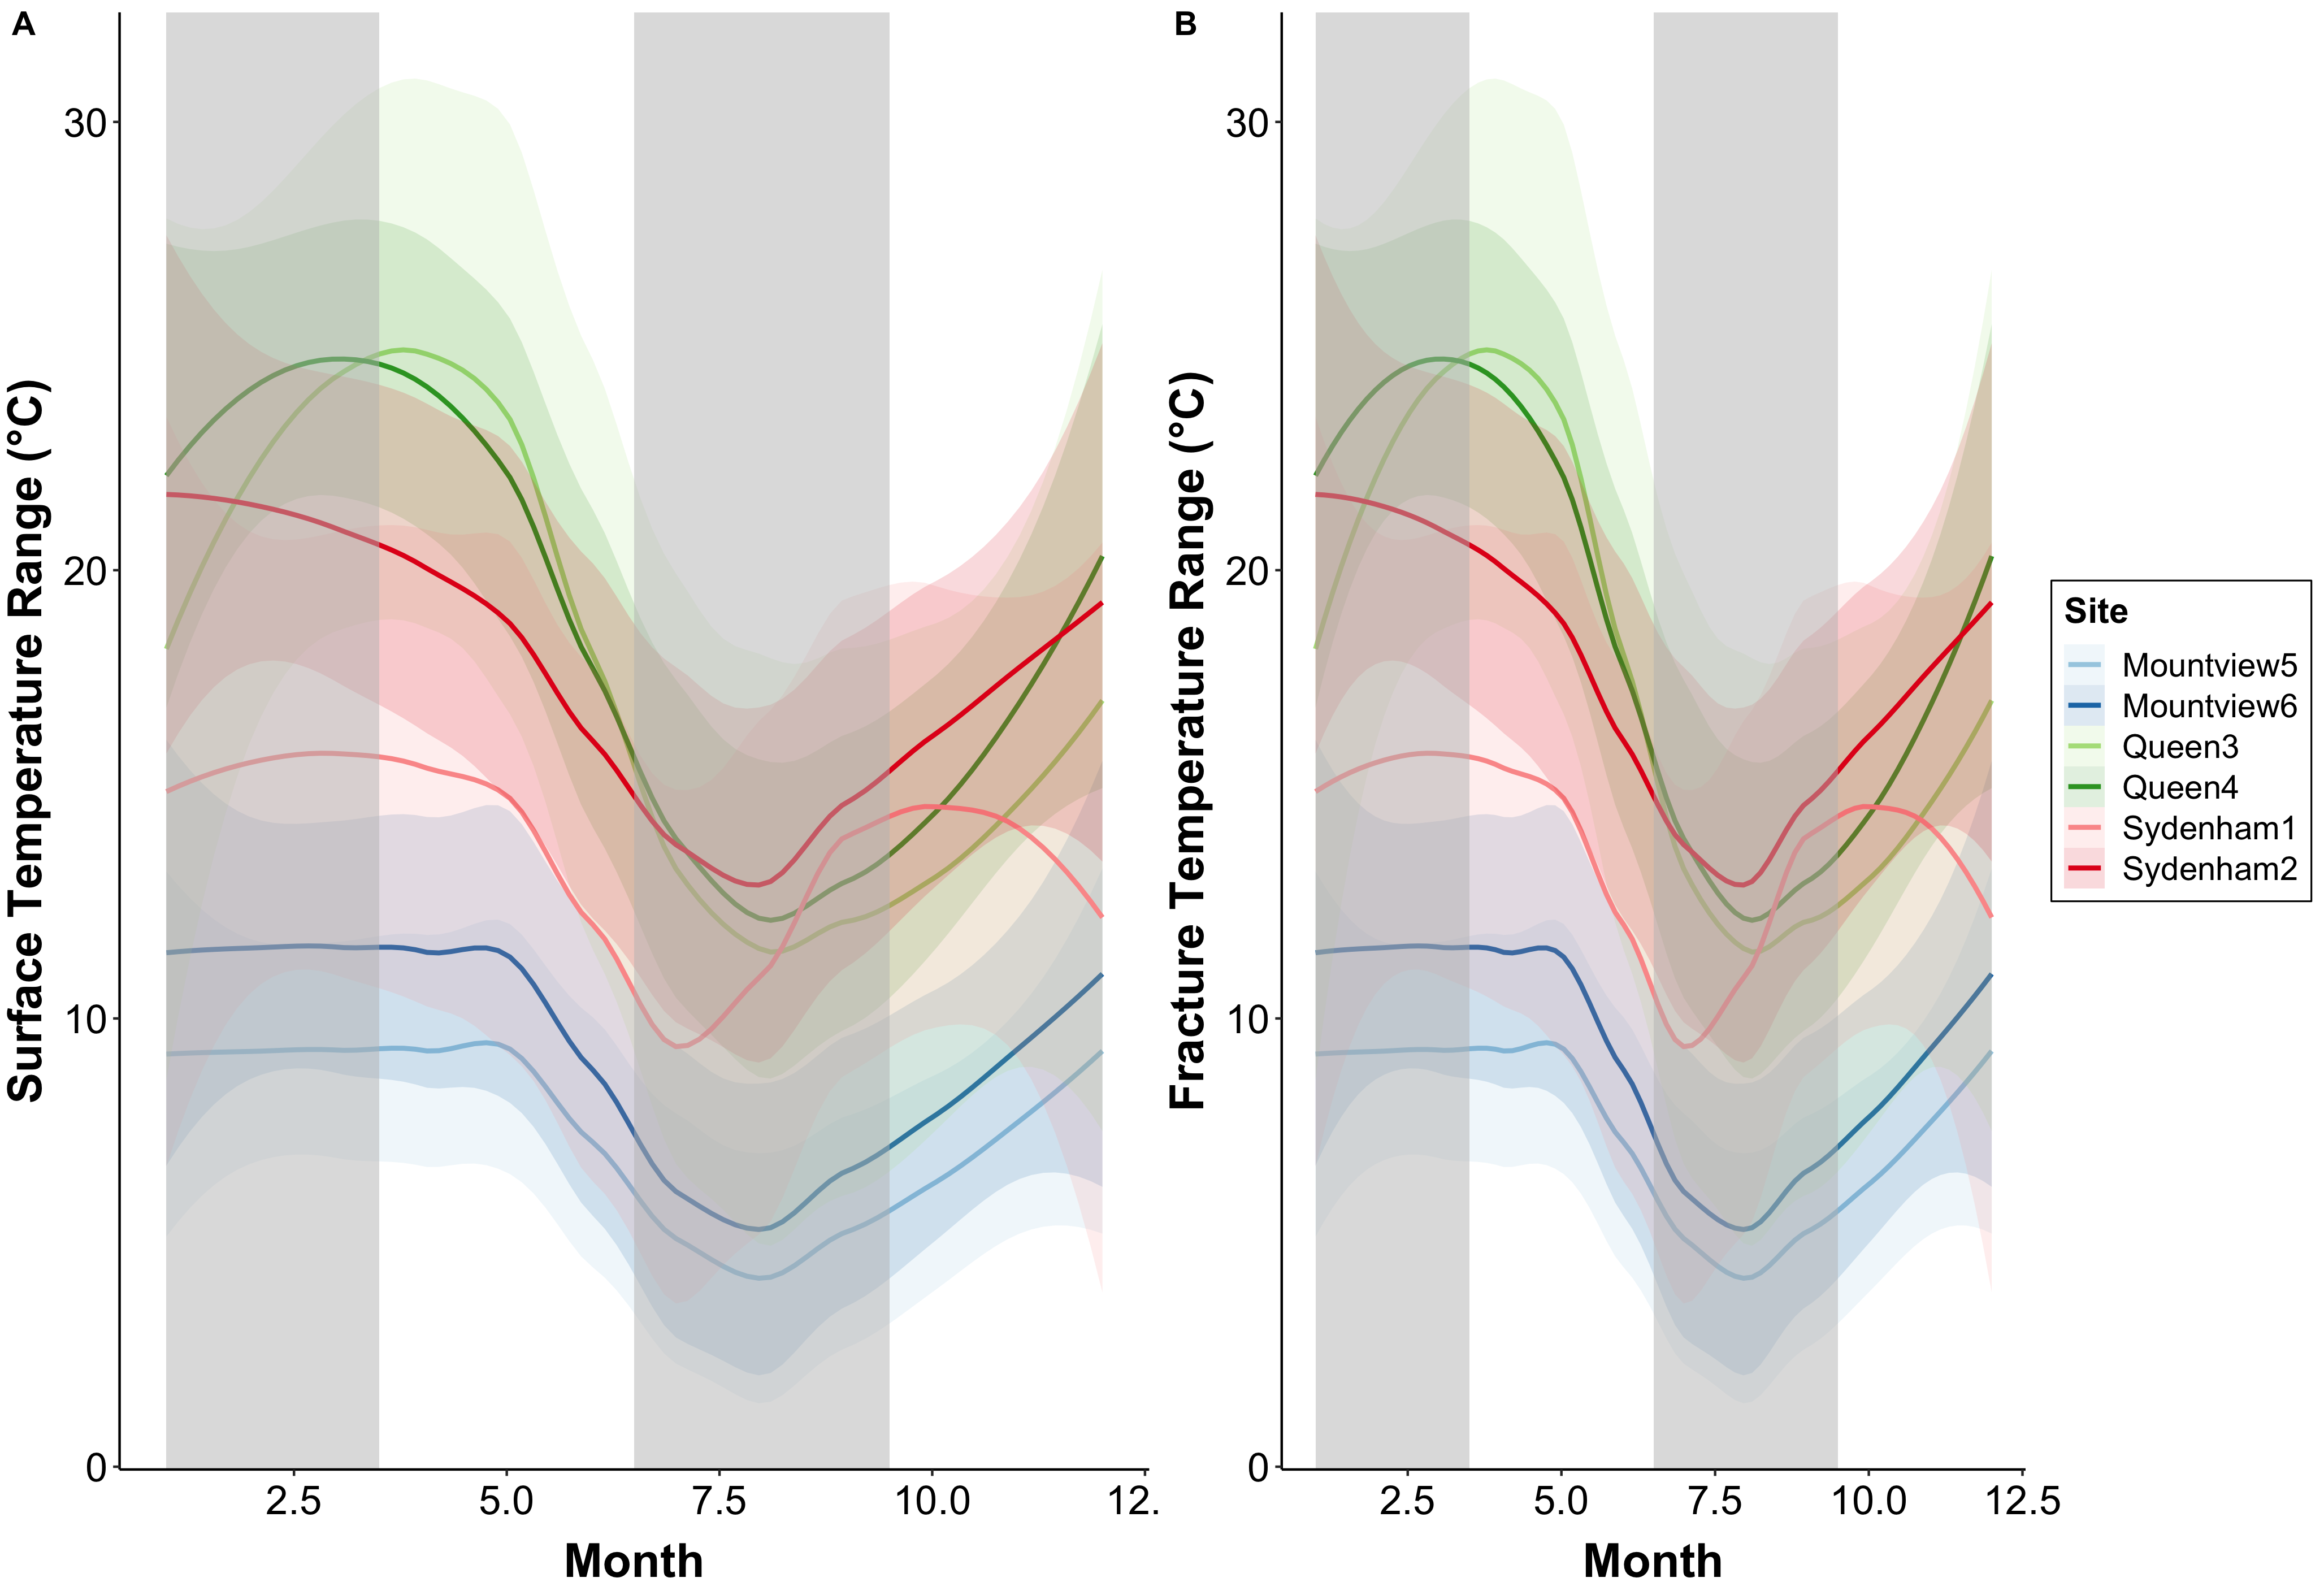 A
Surface Temperature Range (°C)
30
20
10
0
2.5 5.0 7.5 10.0 12.
Month
B
Fracture Temperature Range (°C)
30
20
10
0
2.5 5.0 7.5 10.0 12.5
Month
Site
Mountview5
Mountview6
Queen3
Queen4
Sydenham1
Sydenham2